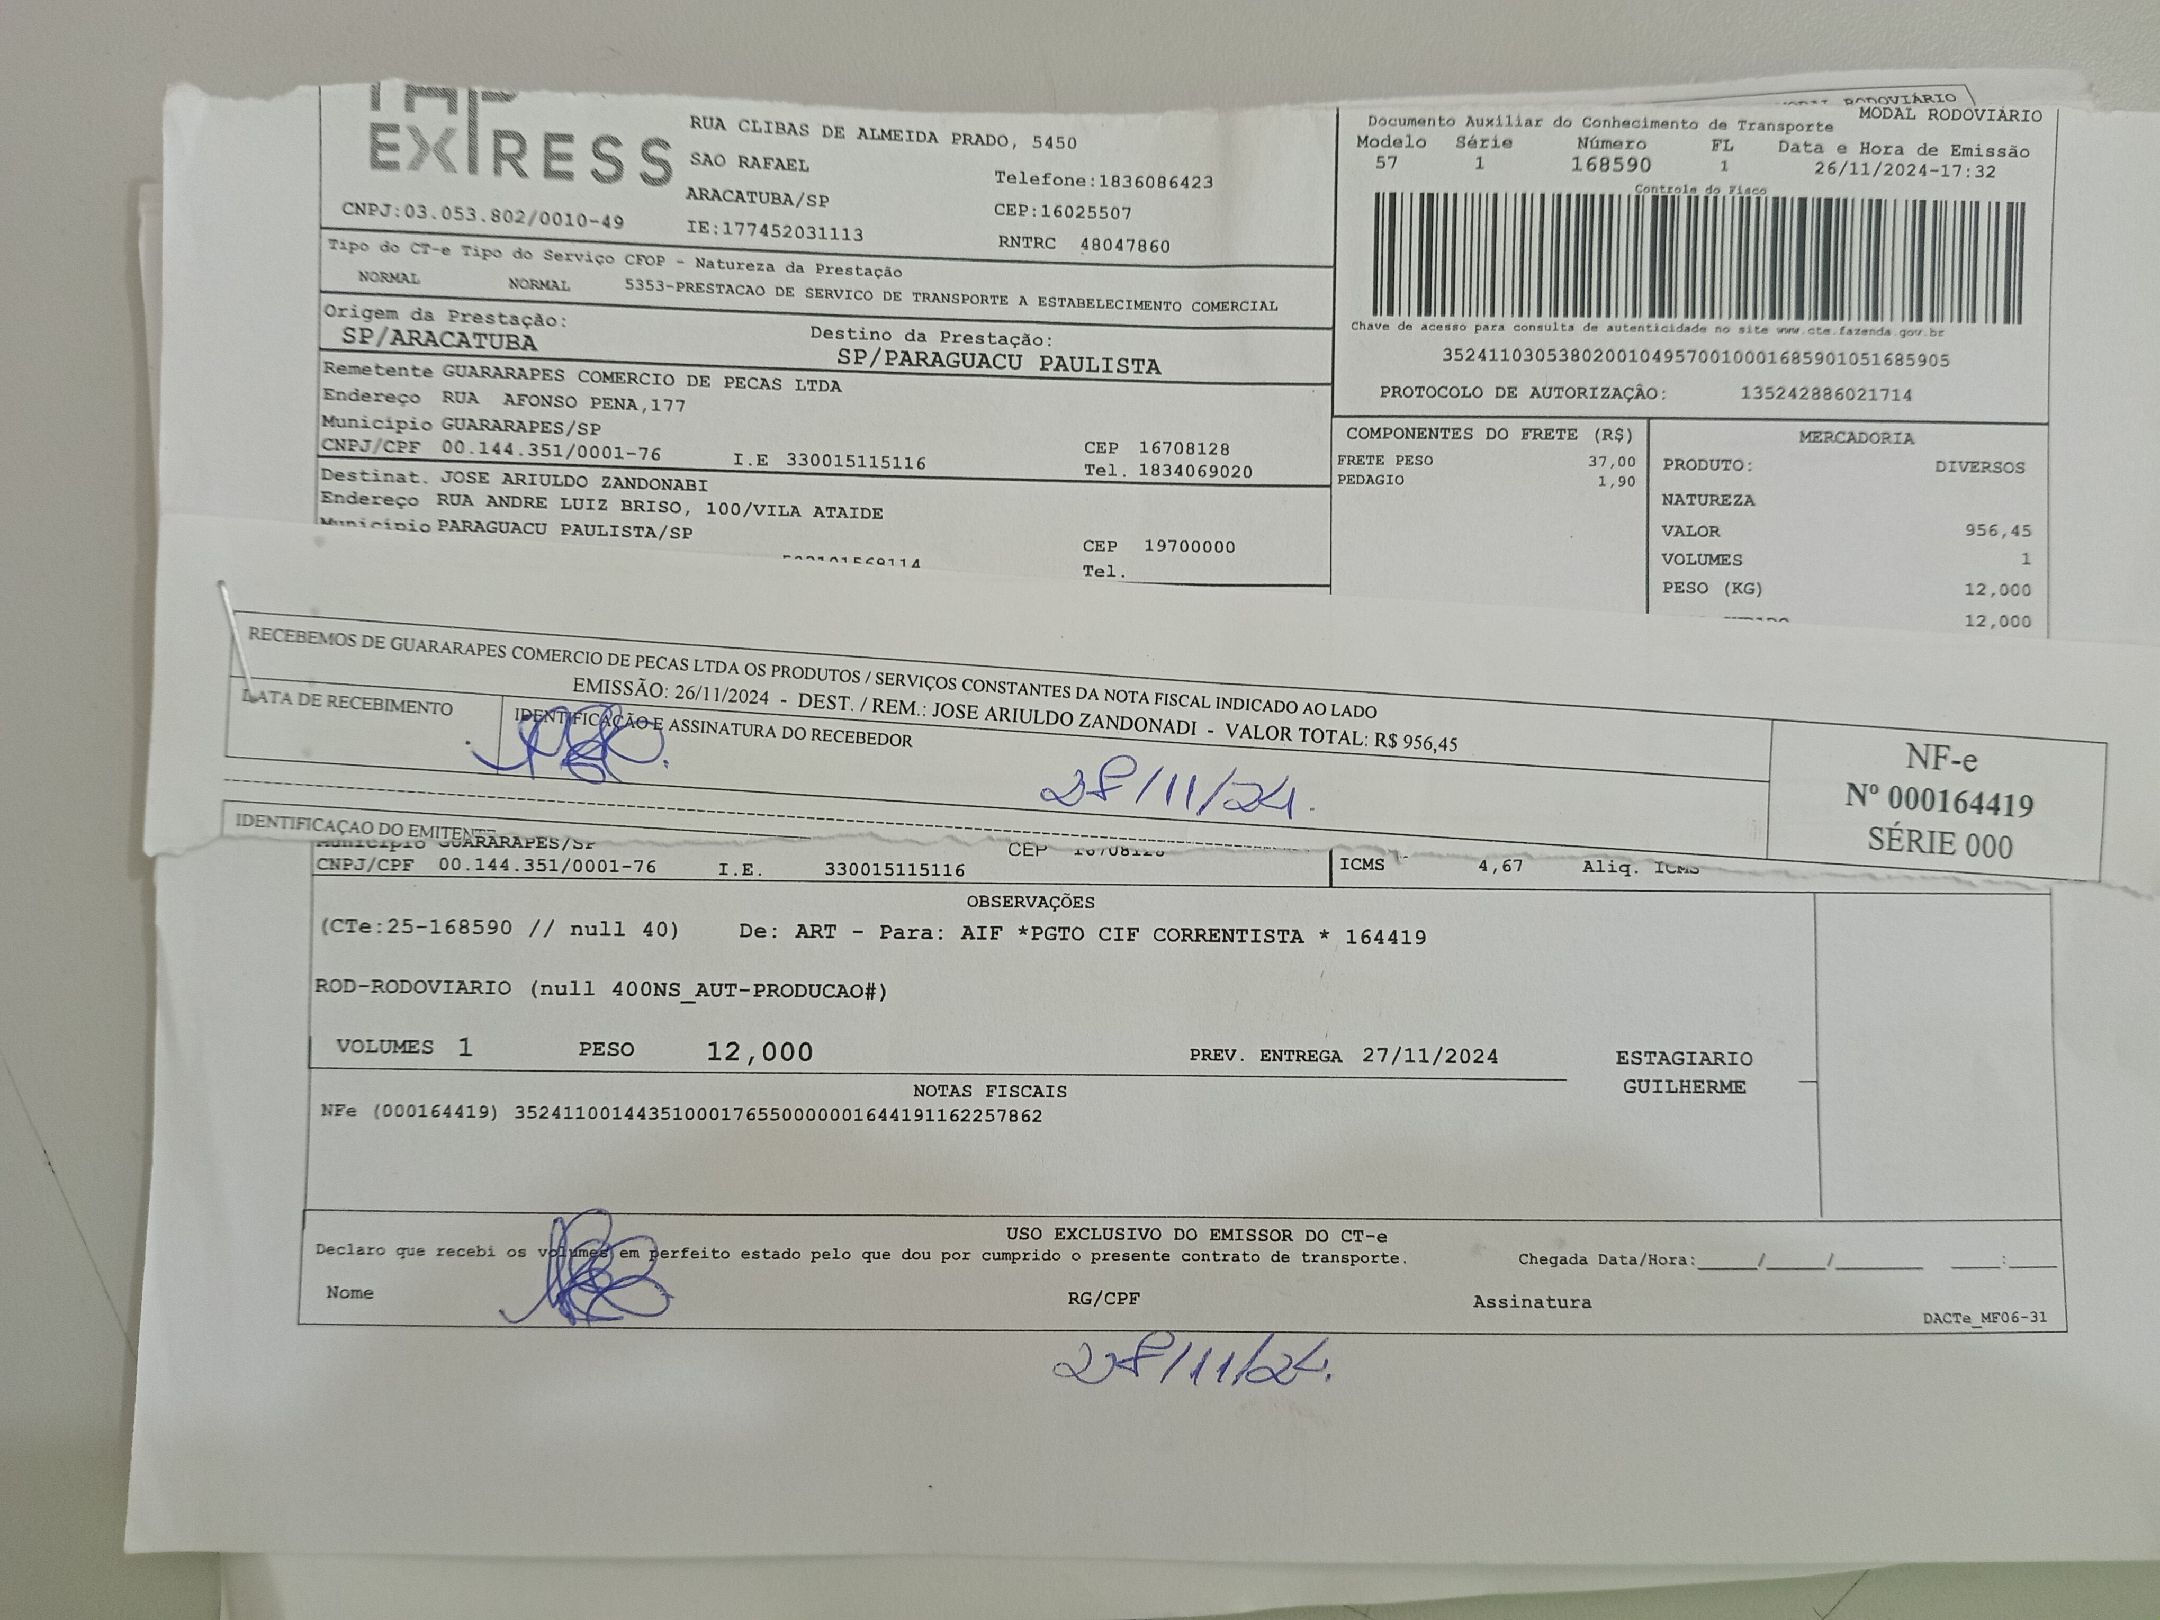 EXPRESS
CNPJ:03.053.802/0010-49
RUA CLIBAS DE ALMEIDA PRADO, 5450
SAO RAFAEL
ARACATUBA/SP
IE:177452031113
Telefone:1836086423
CEP:16025507
RNTRC 48047860
RODOVIÁRIO
MODAL RODOVIÁRIO
Documento Auxiliar do Conhecimento de Transporte
Modelo Série Número FL Data e Hora de Emissão
57 1 168590 1 26/11/2024-17:32
Controle do Fisco
Chave de acesso para consulta de autenticidade no site www.cte.fazenda.gov.br
35241103053802001049570010001685901051685905
PROTOCOLO DE AUTORIZAÇÃO: 135242886021714
Tipo do CT-e Tipo do Serviço CFOP - Natureza da Prestação
NORMAL NORMAL 5353-PRESTACAO DE SERVICO DE TRANSPORTE A ESTABELECIMENTO COMERCIAL
Origem da Prestação: Destino da Prestação:
SP/ARACATUBA SP/PARAGUACU PAULISTA
Remetente GUARARAPES COMERCIO DE PECAS LTDA
Endereço RUA AFONSO PENA,177
Município GUARARAPES/SP CEP 16708128
CNPJ/CPF 00.144.351/0001-76 I.E 330015115116 Tel. 1834069020
Destinat. JOSE ARIULDO ZANDONABI
Endereço RUA ANDRE LUIZ BRISO, 100/VILA ATAIDE
Município PARAGUACU PAULISTA/SP CEP 19700000
Tel.
COMPONENTES DO FRETE (R$)
FRETE PESO 37,00
PEDAGIO 1,90
MERCADORIA
PRODUTO: DIVERSOS
NATUREZA
VALOR 956,45
VOLUMES 1
PESO (KG) 12,000
12,000
RECEBEMOS DE GUARARAPES COMERCIO DE PECAS LTDA OS PRODUTOS / SERVIÇOS CONSTANTES DA NOTA FISCAL INDICADO AO LADO
EMISSÃO: 26/11/2024 - DEST. / REM.: JOSE ARIULDO ZANDONADI - VALOR TOTAL: R$ 956,45
DATA DE RECEBIMENTO
IDENTIFICAÇÃO E ASSINATURA DO RECEBEDOR
28/11/24.
NF-e
Nº 000164419
SÉRIE 000
IDENTIFICAÇAO DO EMITENTE
Município GUARARAPES/SP CEP 16708128
CNPJ/CPF 00.144.351/0001-76 I.E. 330015115116
ICMS 4,67 Aliq. ICMS
OBSERVAÇÕES
(CTe:25-168590 // null 40) De: ART - Para: AIF *PGTO CIF CORRENTISTA * 164419
ROD-RODOVIARIO (null 400NS_AUT-PRODUCAO#)
VOLUMES 1 PESO 12,000 PREV. ENTREGA 27/11/2024
ESTAGIARIO
GUILHERME
NOTAS FISCAIS
NFe (000164419) 35241100144351000176550000001644191162257862
USO EXCLUSIVO DO EMISSOR DO CT-e
Declaro que recebi os volumes em perfeito estado pelo que dou por cumprido o presente contrato de transporte.
Chegada Data/Hora:_____/_____/_______ ____:____
Nome RG/CPF Assinatura
DACTe_MF06-31
28/11/24.